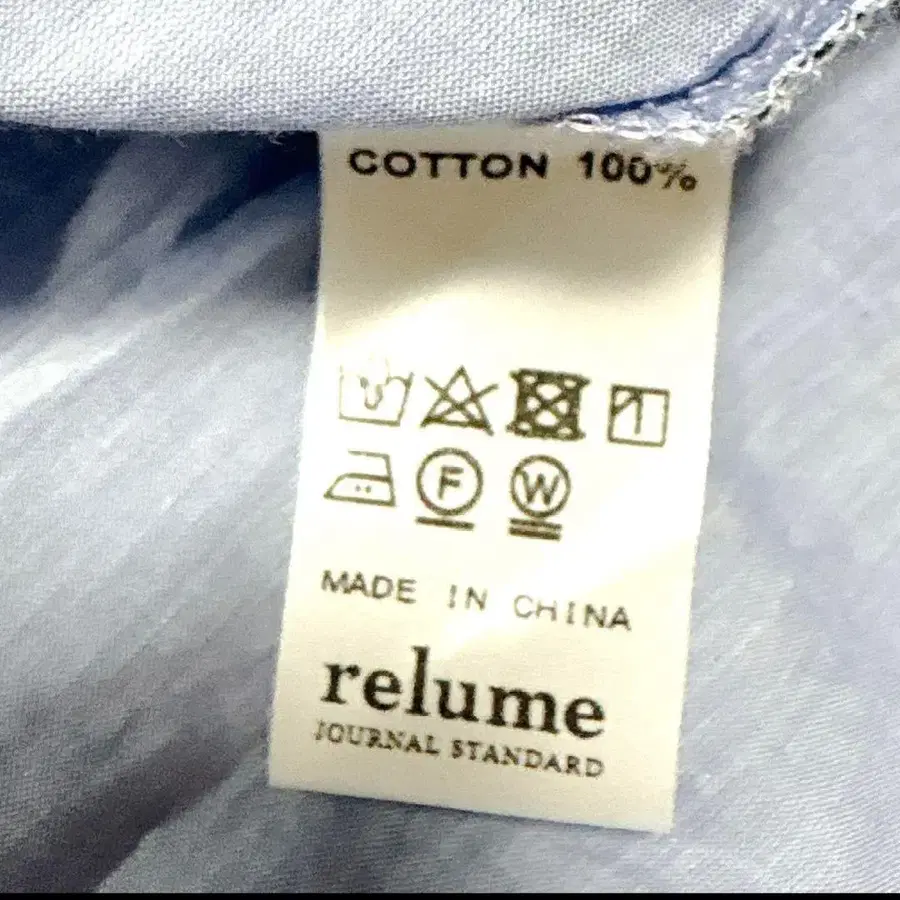 COTTON 100%
F W
MADE IN CHINA
relume
JOURNAL STANDARD